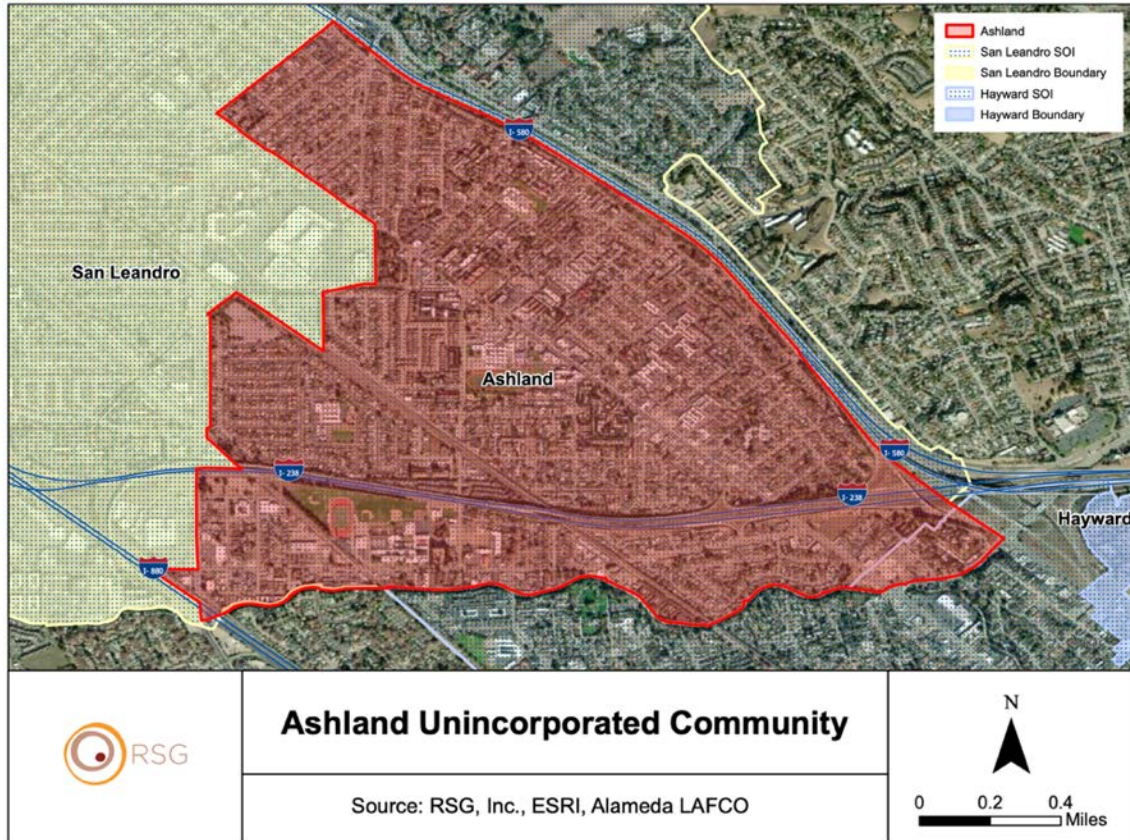 Ashland
San Leandro SOI
San Leandro Boundary
Hayward SOI
Hayward Boundary
I- 580
San Leandro
Ashland
I- 580
I- 238
I- 238
Hayward
I- 880
RSG
Ashland Unincorporated Community
Source: RSG, Inc., ESRI, Alameda LAFCO
N
0 0.2 0.4
Miles